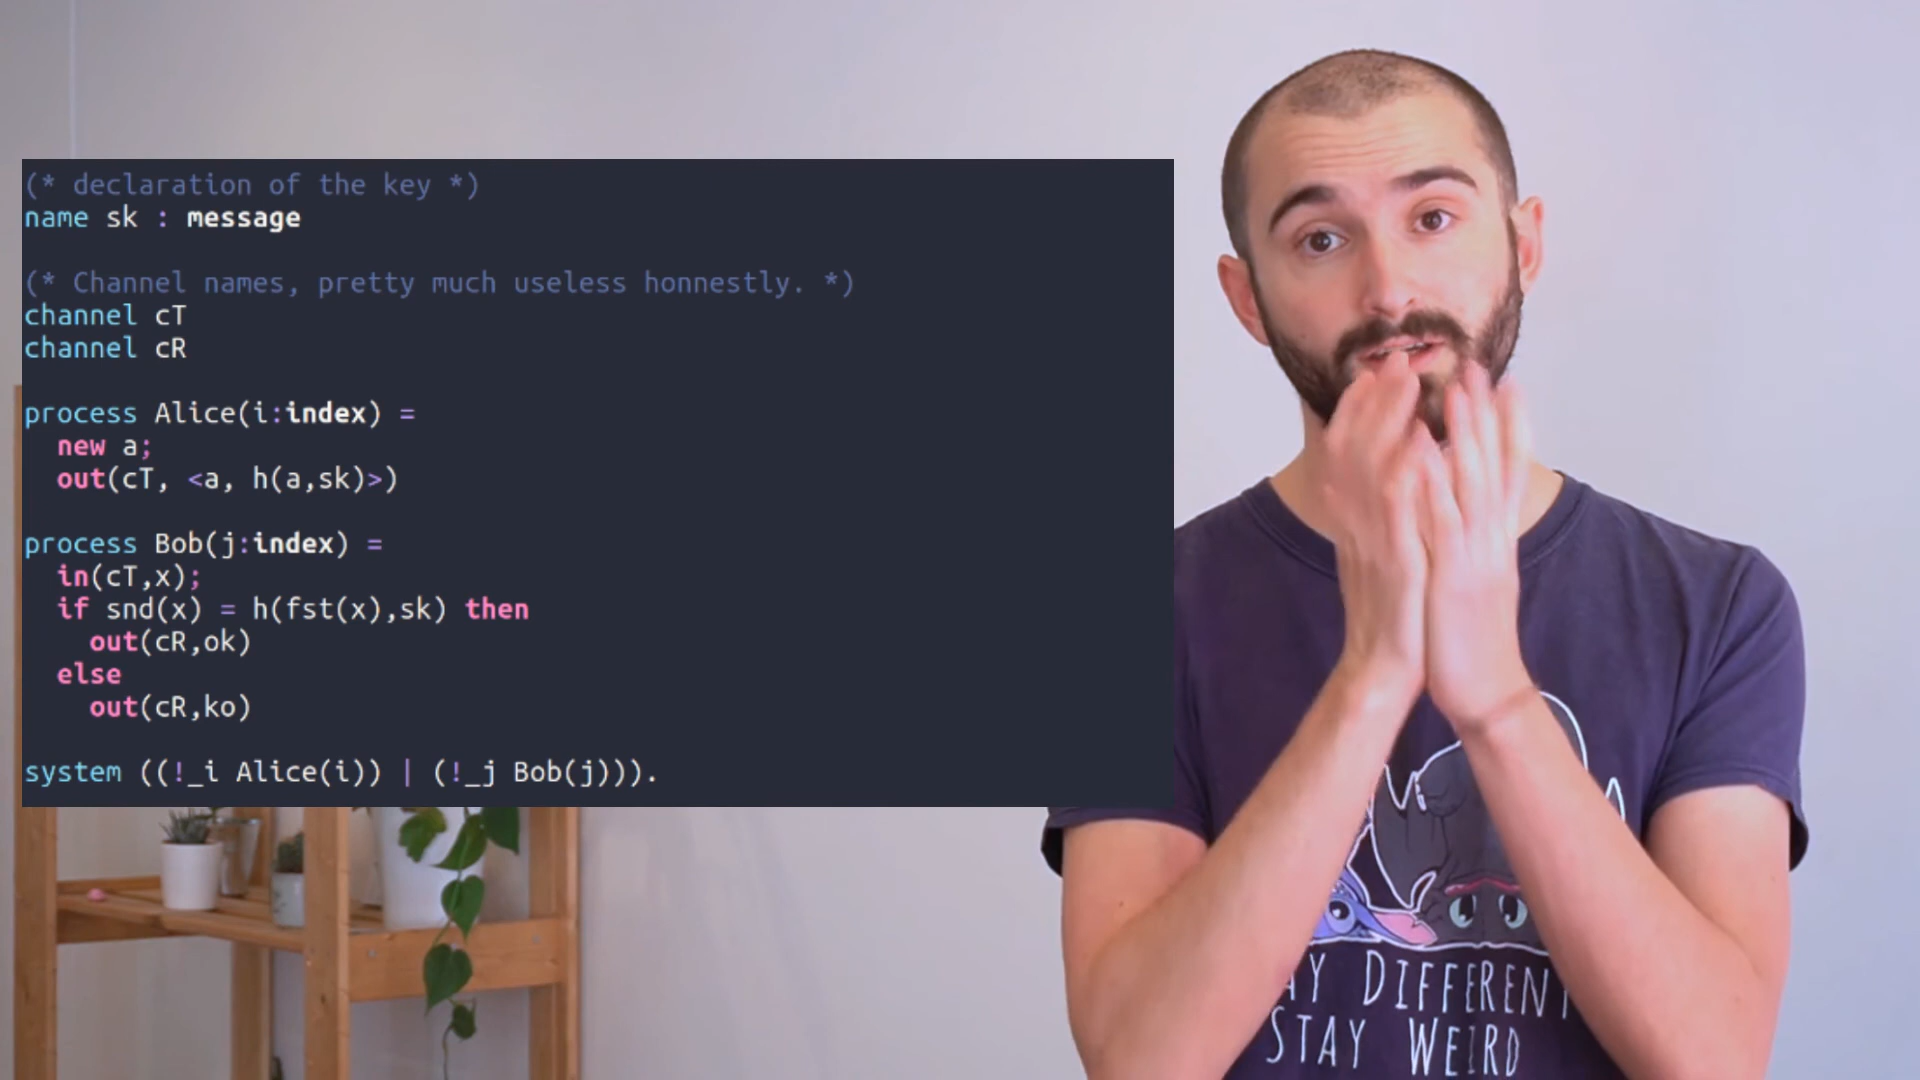 (* declaration of the key *)
name sk : message
(* Channel names, pretty much useless honnestly. *)
channel cT
channel cR
process Alice(i:index) =
new a;
out(cT, <a, h(a,sk)>)
process Bob(j:index) =
in(cT,x);
if snd(x) = h(fst(x),sk) then
out(cR,ok)
else
out(cR,ko)
system ((!_i Alice(i)) | (!_j Bob(j))).
AY DIFFEREN
STAY WEIRD